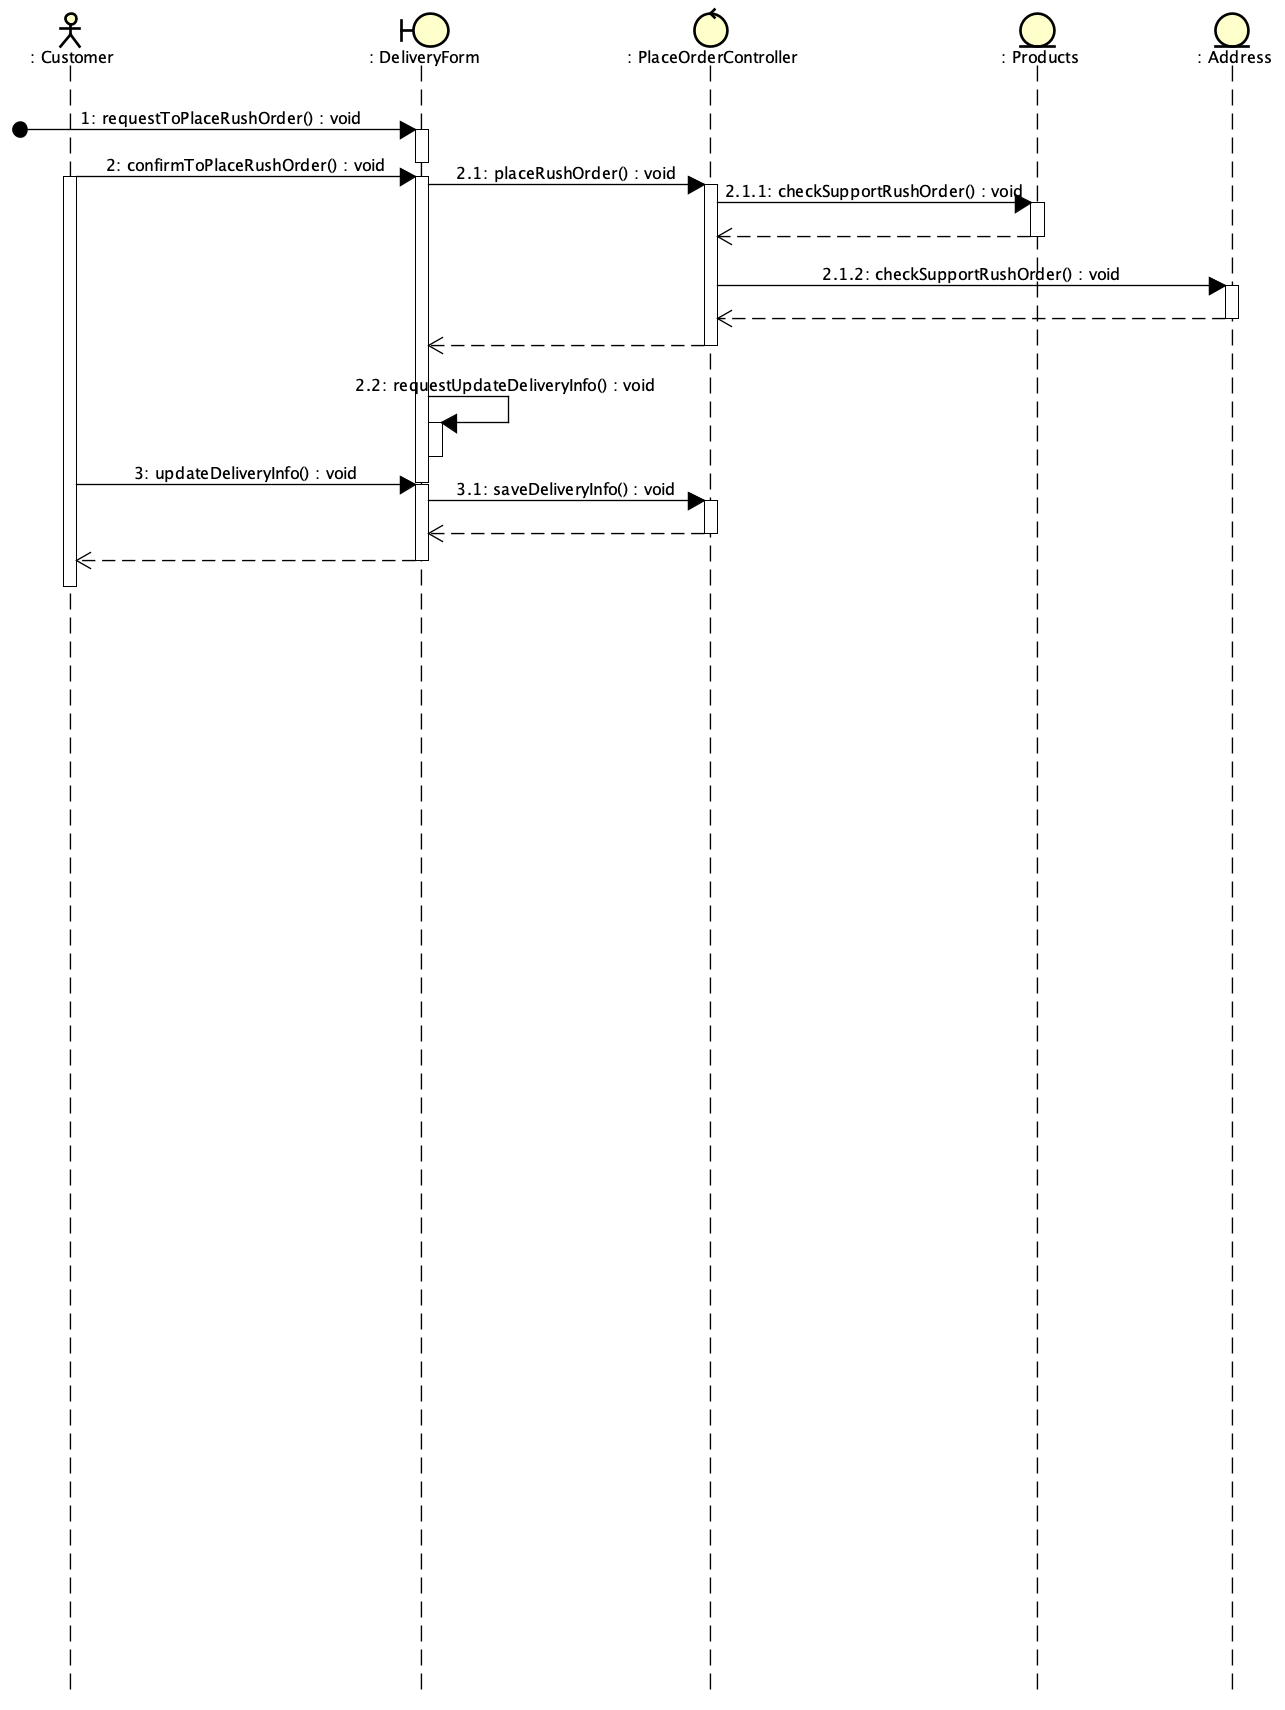 : Customer
: DeliveryForm
: PlaceOrderController
: Products
: Address
1: requestToPlaceRushOrder() : void
2: confirmToPlaceRushOrder() : void
2.1: placeRushOrder() : void
2.1.1: checkSupportRushOrder() : void
2.1.2: checkSupportRushOrder() : void
2.2: requestUpdateDeliveryInfo() : void
3: updateDeliveryInfo() : void
3.1: saveDeliveryInfo() : void